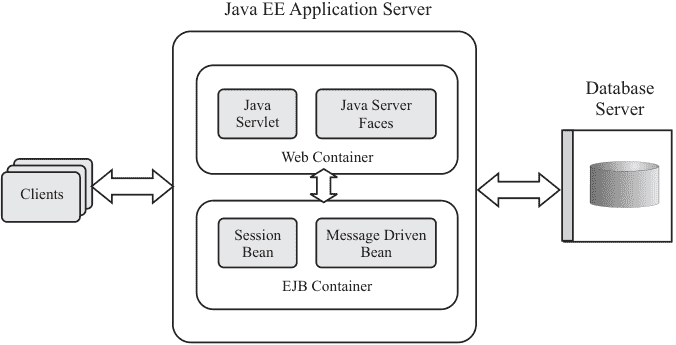 Java EE Application Server
Java
Servlet
Java Server
Faces
Web Container
Clients
Session
Bean
Message Driven
Bean
EJB Container
Database
Server